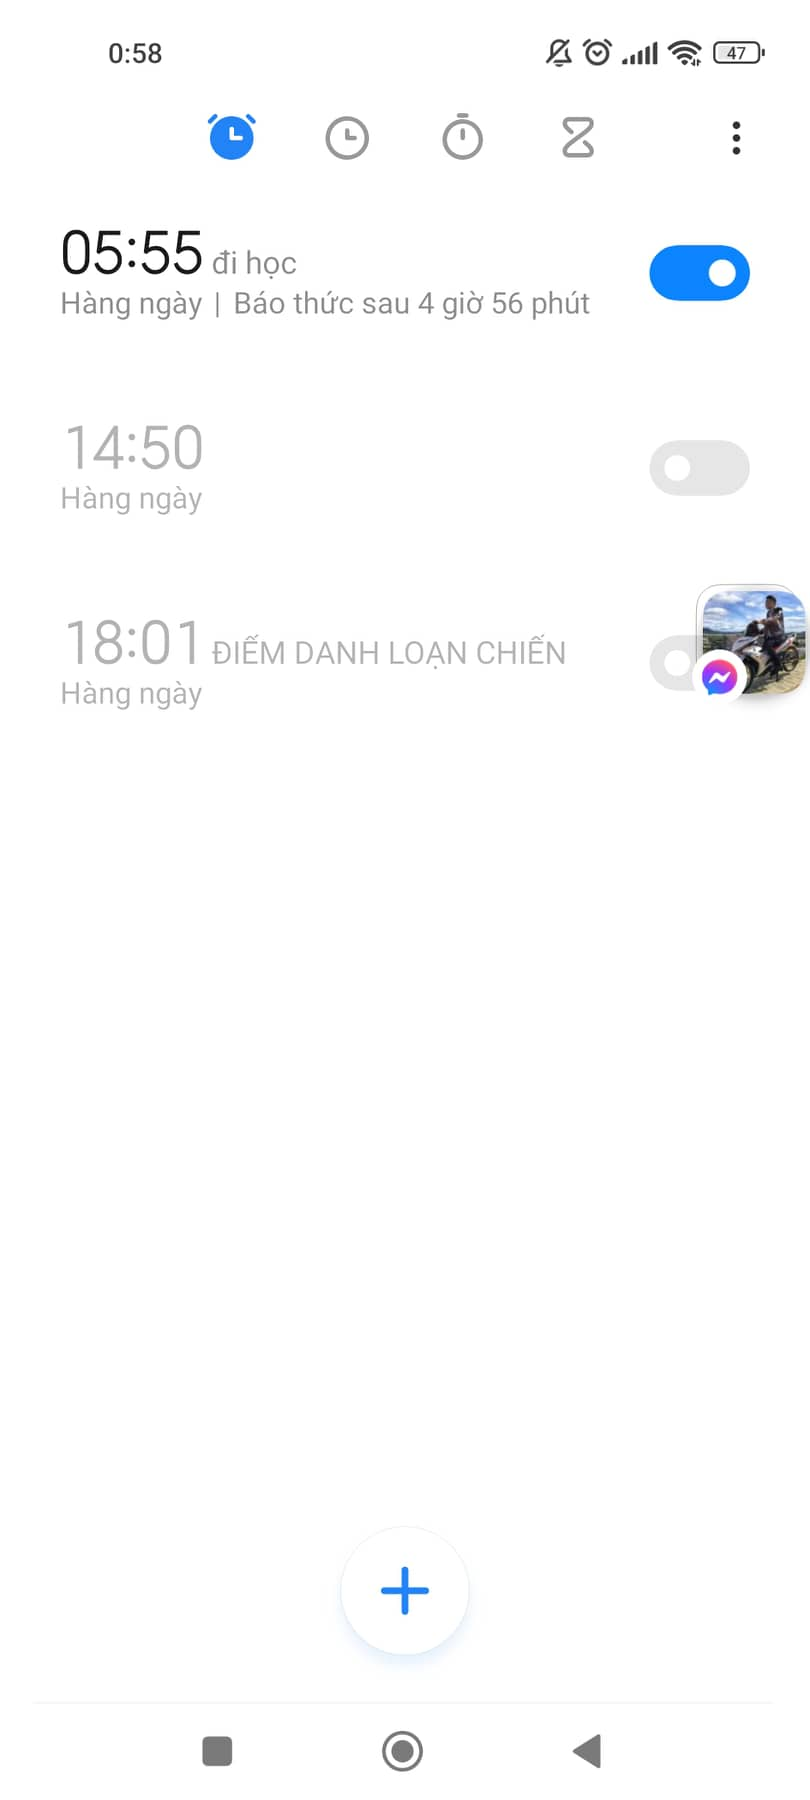 0:58
47
05:55 đi học
Hàng ngày | Báo thức sau 4 giờ 56 phút
14:50
Hàng ngày
18:01 ĐIỂM DANH LOẠN CHIẾN
Hàng ngày